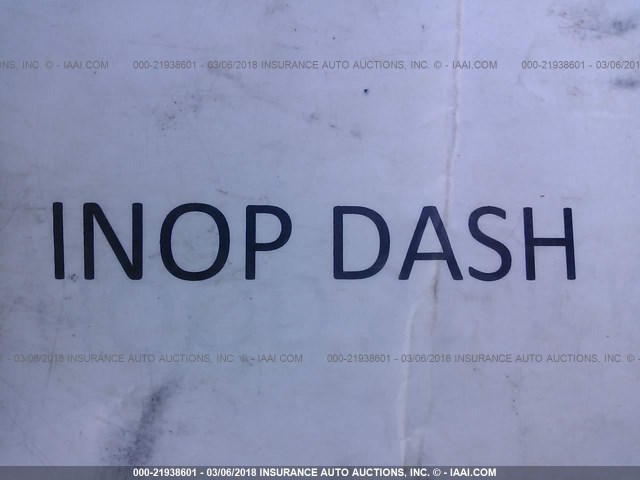 NS, INC. © - IAAI.COM 000-21938601 - 03/06/2018 INSURANCE AUTO AUCTIONS, INC. © - IAAI.COM 000-21938601 - 03/06/2018
INOP DASH
- 03/06/2018 INSURANCE AUTO AUCTIONS, INC. © - IAAI.COM 000-21938601 - 03/06/2018 INSURANCE AUTO AUCTIONS, INC. ©
000-21938601 - 03/06/2018 INSURANCE AUTO AUCTIONS, INC. © - IAAI.COM